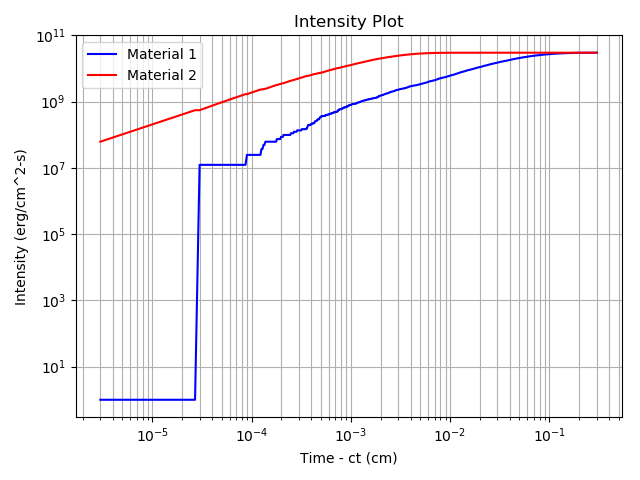 Intensity Plot
Material 1
Material 2
Intensity (erg/cm^2-s)
10^11
10^9
10^7
10^5
10^3
10^1
10^-5
10^-4
10^-3
10^-2
10^-1
Time - ct (cm)